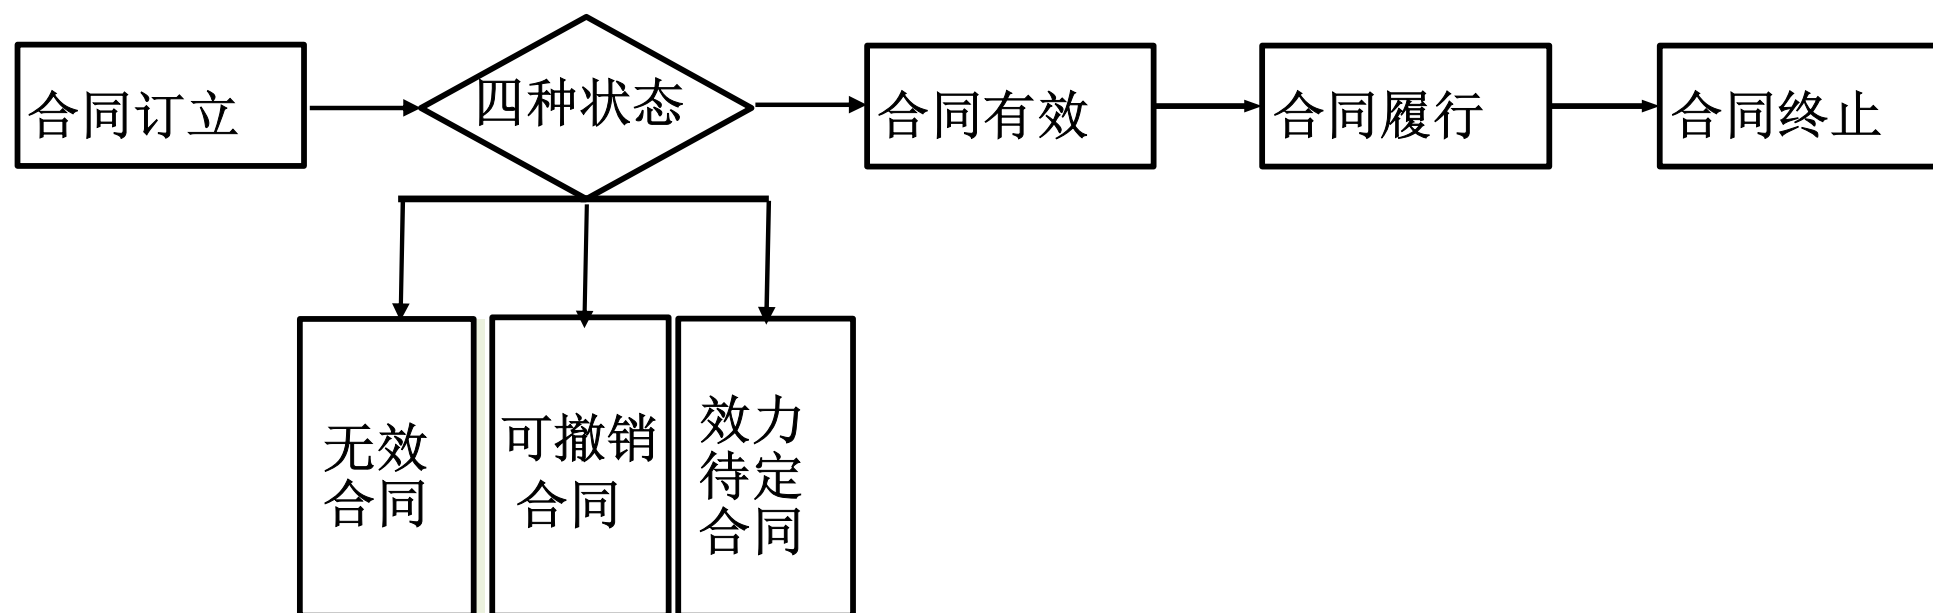 合同订立
四种状态
合同有效
合同履行
合同终止
无效
合同
可撤销
合同
效力
待定
合同